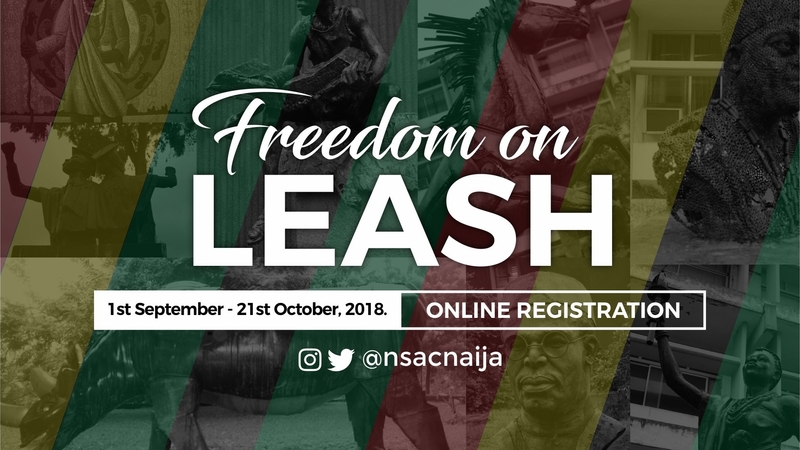 Freedom on
LEASH
1st September - 21st October, 2018.
ONLINE REGISTRATION
@nsacnaija